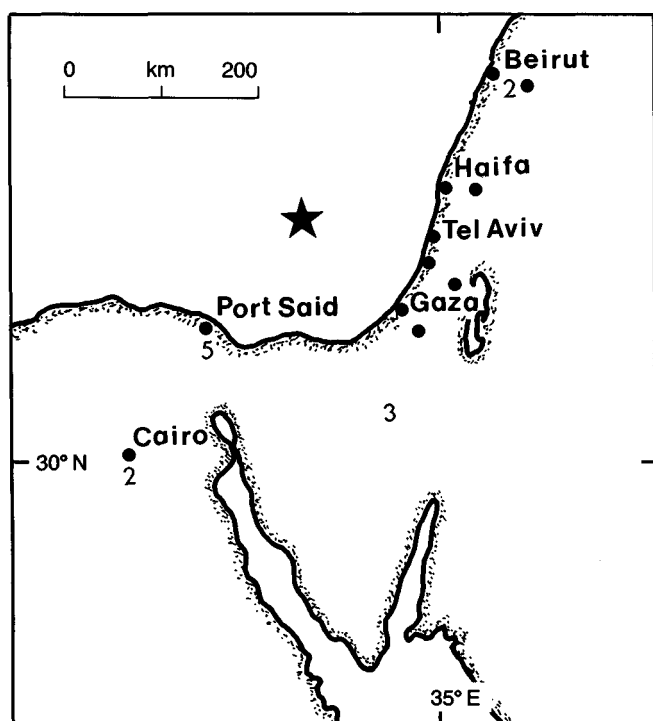 Beirut
0 km 200
2
Haifa
Tel Aviv
Port Said
Gaza
5
3
Cairo
30° N
2
35° E